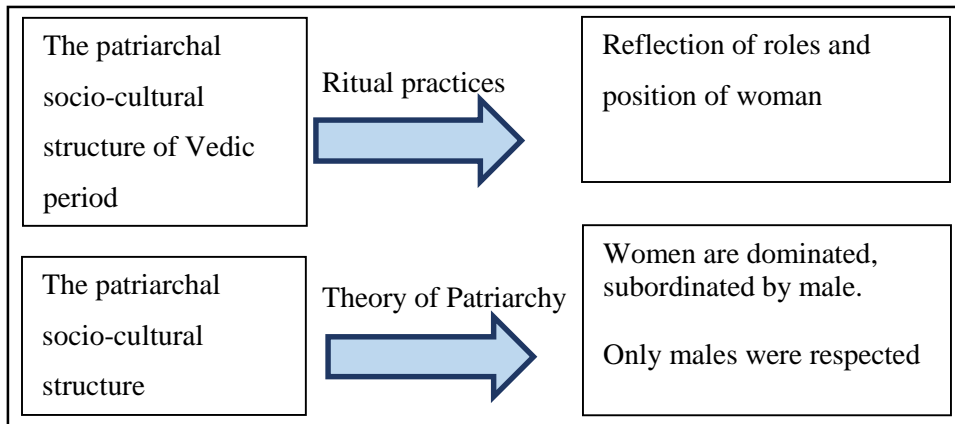 The patriarchal
socio-cultural
structure of Vedic
period
Ritual practices
Reflection of roles and
position of woman
The patriarchal
socio-cultural
structure
Theory of Patriarchy
Women are dominated,
subordinated by male.
Only males were respected